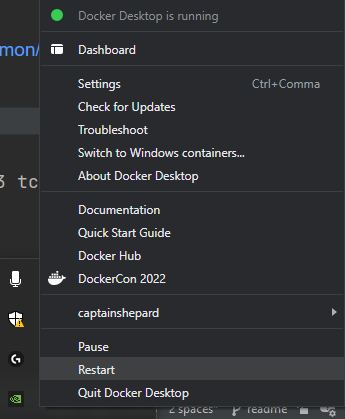 Docker Desktop is running
mon/
Dashboard
Settings Ctrl+Comma
Check for Updates
Troubleshoot
3 tc
Switch to Windows containers...
About Docker Desktop
Documentation
Quick Start Guide
Docker Hub
DockerCon 2022
captainshepard
Pause
Restart
Quit Docker Desktop
2 spaces readme